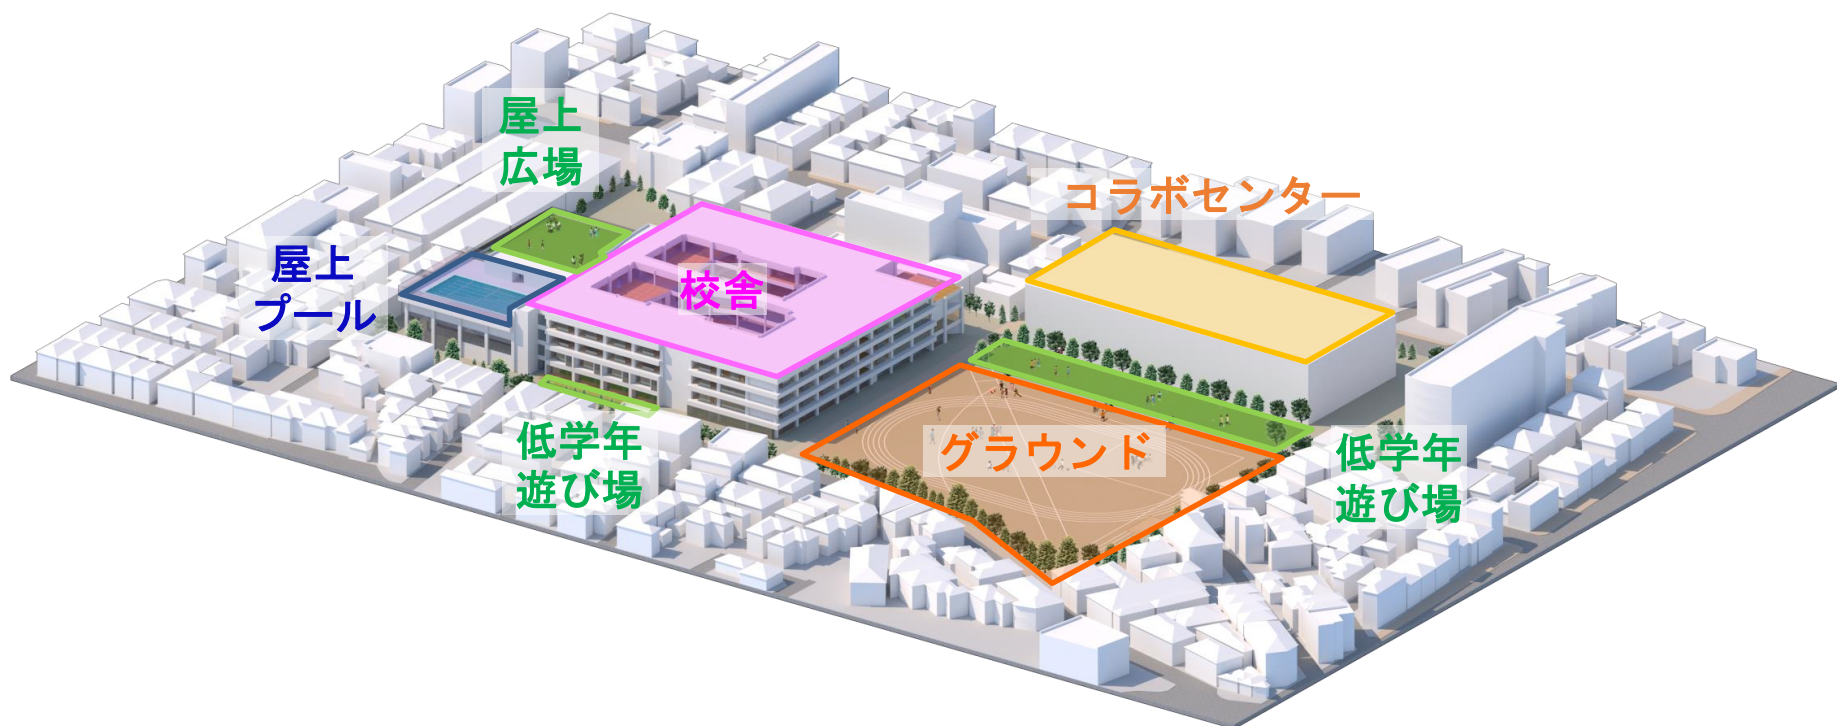 屋上
広場
コラボセンター
屋上
プール
校舎
グラウンド
低学年
遊び場
低学年
遊び場